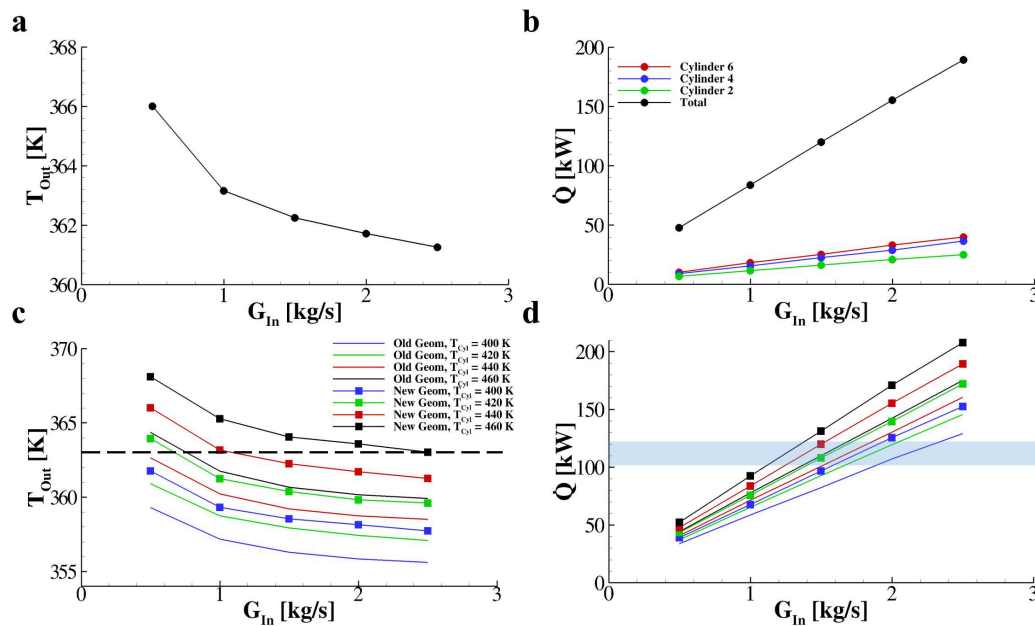 a
368
366
364
362
360
T_Out [K]
0
1
2
3
G_In [kg/s]
b
200
150
100
50
0
Q̇ [kW]
Cylinder 6
Cylinder 4
Cylinder 2
Total
0
1
2
3
G_In [kg/s]
c
370
365
360
355
T_Out [K]
Old Geom, T_Cyl = 400 K
Old Geom, T_Cyl = 420 K
Old Geom, T_Cyl = 440 K
Old Geom, T_Cyl = 460 K
New Geom, T_Cyl = 400 K
New Geom, T_Cyl = 420 K
New Geom, T_Cyl = 440 K
New Geom, T_Cyl = 460 K
0
1
2
3
G_In [kg/s]
d
200
150
100
50
0
Q̇ [kW]
0
1
2
3
G_In [kg/s]